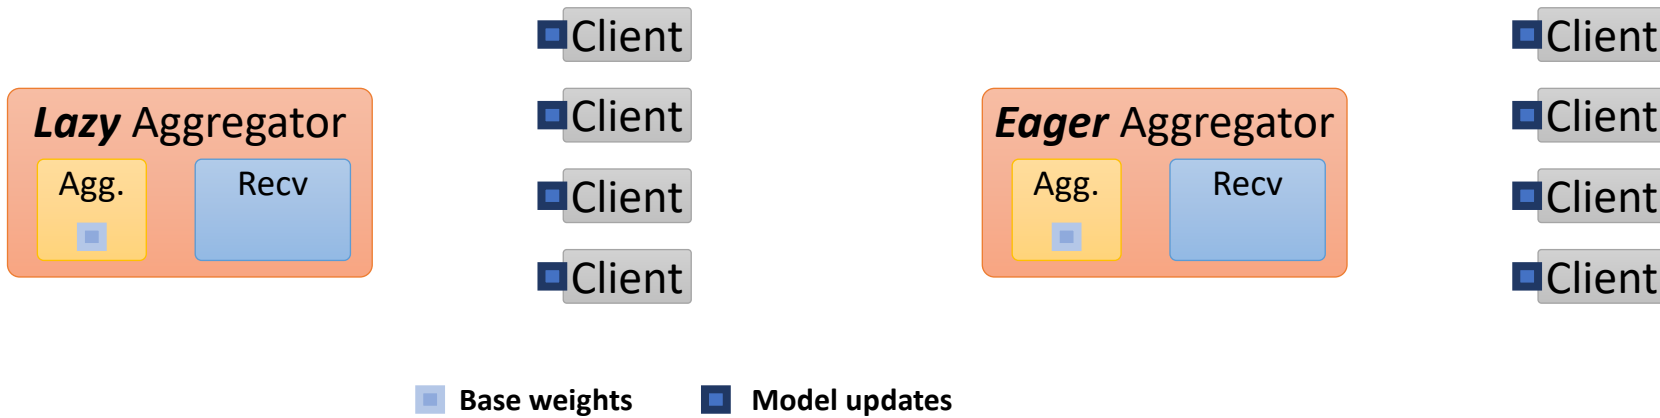 Lazy Aggregator
Agg.
Recv
Client
Client
Client
Client
Eager Aggregator
Agg.
Recv
Client
Client
Client
Client
Base weights
Model updates